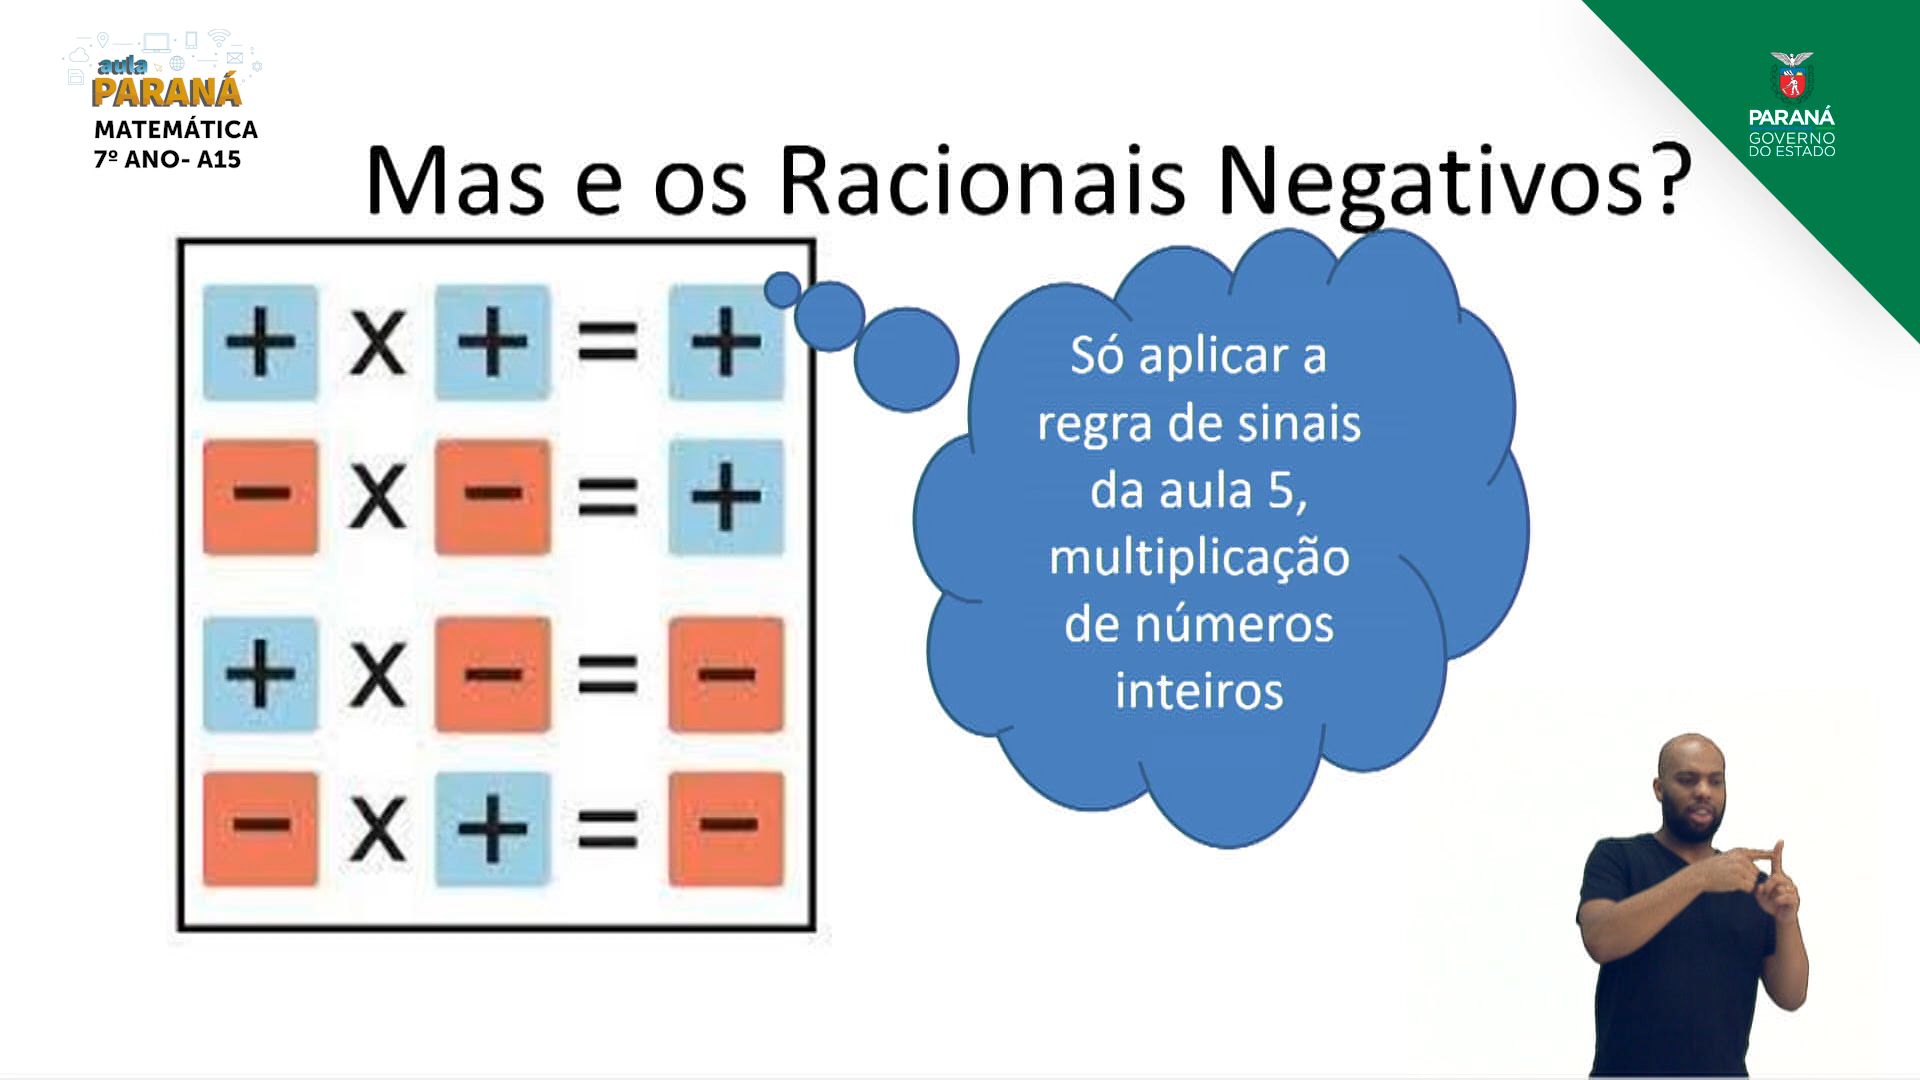 aula
PARANÁ
MATEMÁTICA
7º ANO- A15
PARANÁ
GOVERNO
DO ESTADO
Mas e os Racionais Negativos?
+ x + = +
− x − = +
+ x − = −
− x + = −
Só aplicar a
regra de sinais
da aula 5,
multiplicação
de números
inteiros